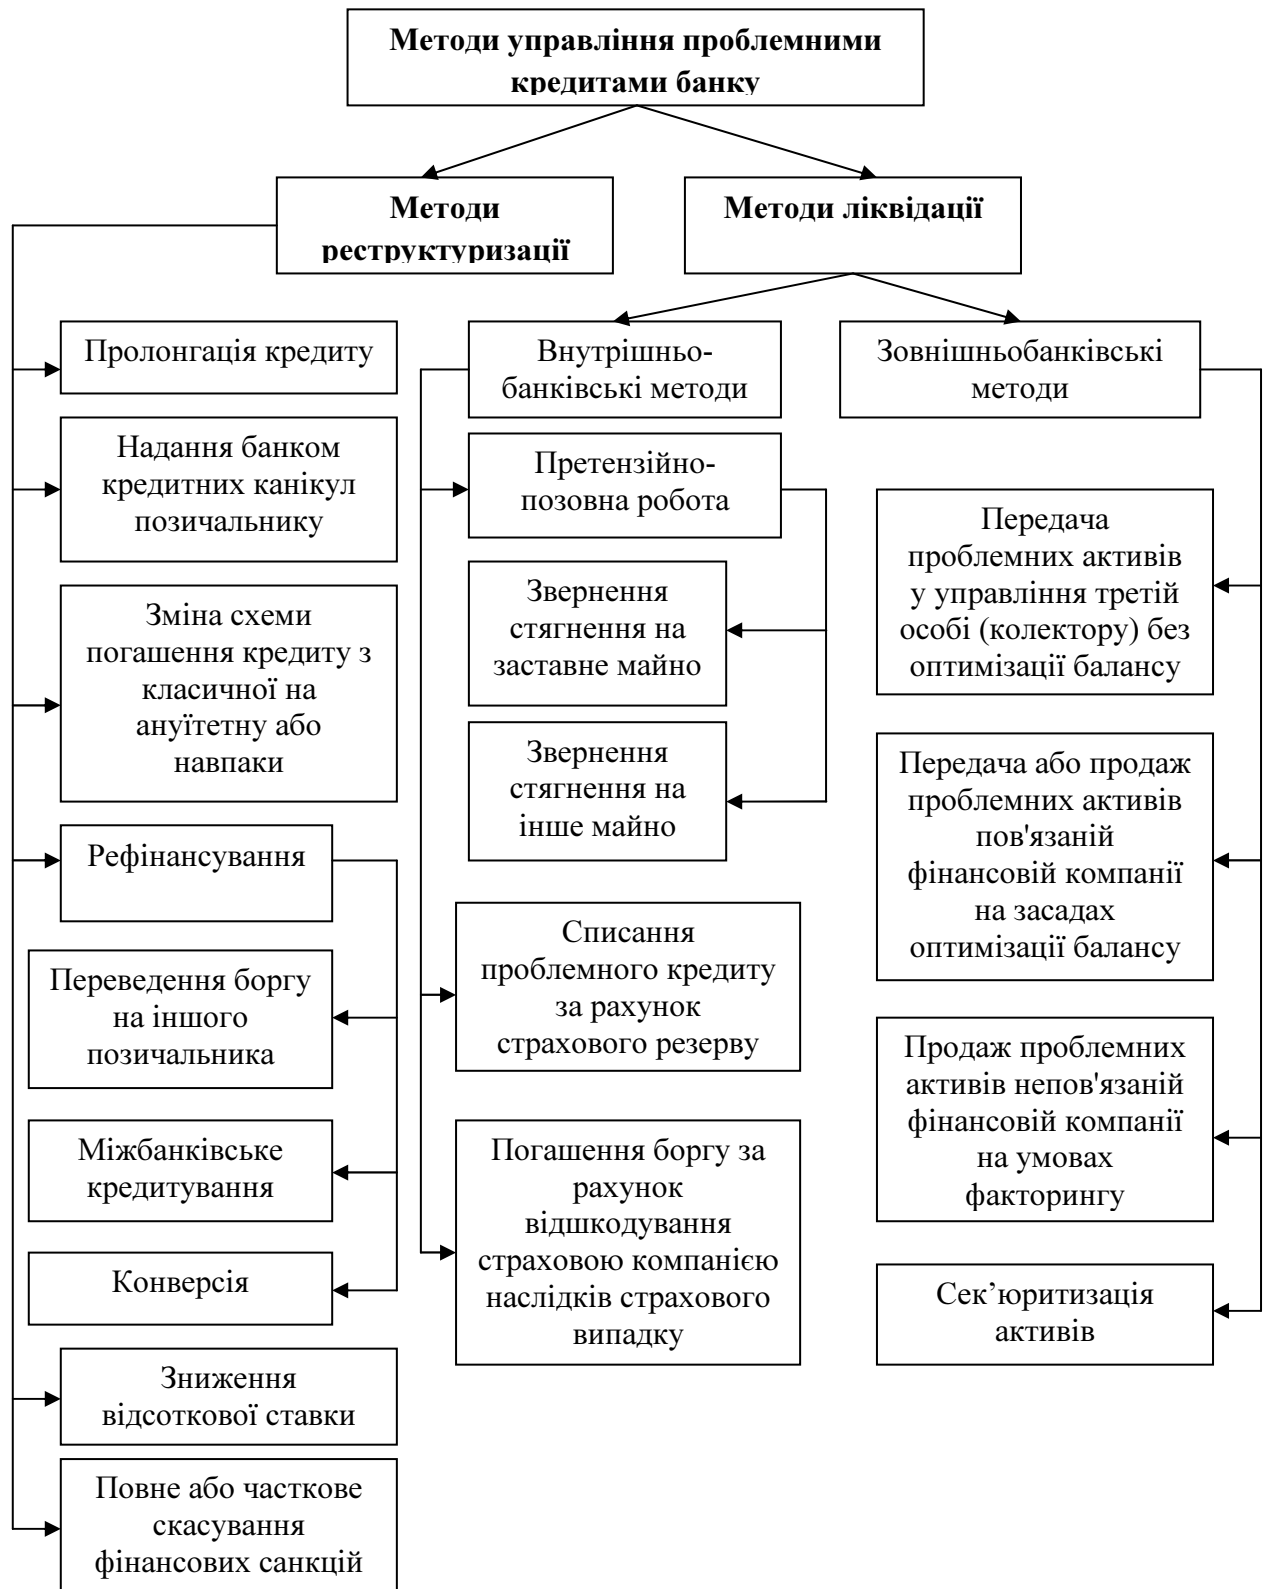 Методи управління проблемними
кредитами банку
Методи
реструктуризації
Методи ліквідації
Пролонгація кредиту
Надання банком
кредитних канікул
позичальнику
Зміна схеми
погашення кредиту з
класичної на
ануїтетну або
навпаки
Рефінансування
Переведення боргу
на іншого
позичальника
Міжбанківське
кредитування
Конверсія
Зниження
відсоткової ставки
Повне або часткове
скасування
фінансових санкцій
Внутрішньо-
банківські методи
Претензійно-
позовна робота
Звернення
стягнення на
заставне майно
Звернення
стягнення на
інше майно
Списання
проблемного кредиту
за рахунок
страхового резерву
Погашення боргу за
рахунок
відшкодування
страховою компанією
наслідків страхового
випадку
Зовнішньобанківські
методи
Передача
проблемних активів
у управління третій
особі (колектору) без
оптимізації балансу
Передача або продаж
проблемних активів
пов'язаній
фінансовій компанії
на засадах
оптимізації балансу
Продаж проблемних
активів непов'язаній
фінансовій компанії
на умовах
факторингу
Сек’юритизація
активів